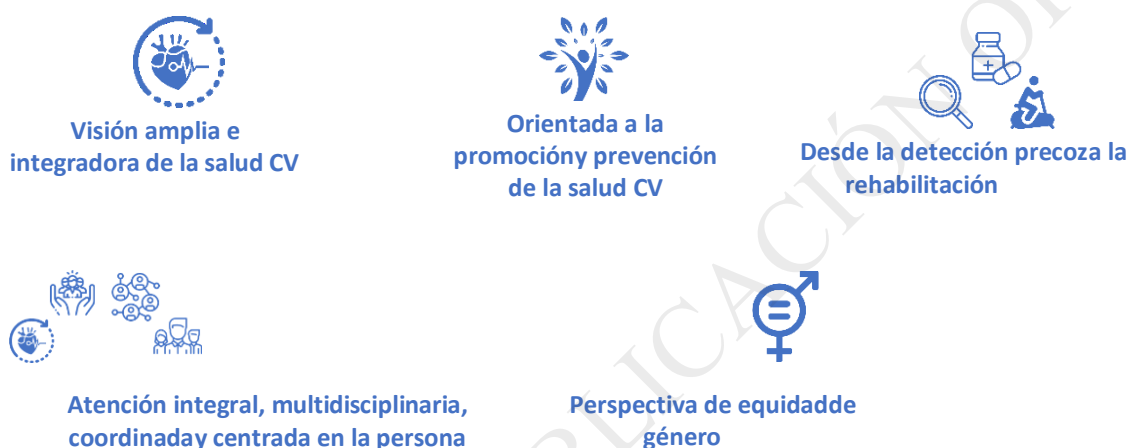 Visión amplia e
integradora de la salud CV
Orientada a la
promocióny prevención
de la salud CV
Desde la detección precoza la
rehabilitación
Atención integral, multidisciplinaria,
coordinaday centrada en la persona
Perspectiva de equidadde
género